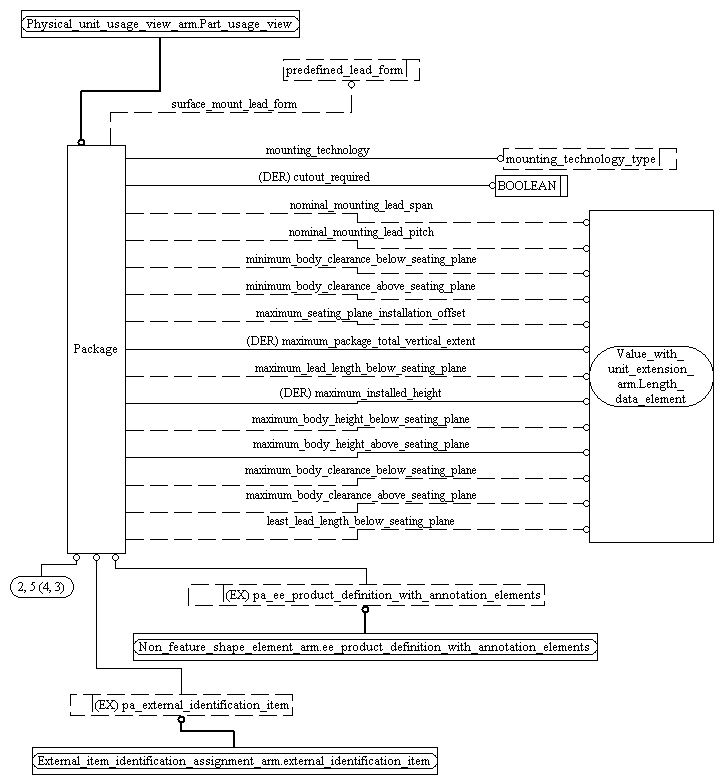 Physical_unit_usage_view_arm.Part_usage_view
predefined_lead_form
surface_mount_lead_form
mounting_technology
mounting_technology_type
(DER) cutout_required
BOOLEAN
nominal_mounting_lead_span
nominal_mounting_lead_pitch
minimum_body_clearance_below_seating_plane
minimum_body_clearance_above_seating_plane
maximum_seating_plane_installation_offset
(DER) maximum_package_total_vertical_extent
Package
Value_with_
unit_extension_
arm.Length_
data_element
maximum_lead_length_below_seating_plane
(DER) maximum_installed_height
maximum_body_height_below_seating_plane
maximum_body_height_above_seating_plane
maximum_body_clearance_below_seating_plane
maximum_body_clearance_above_seating_plane
least_lead_length_below_seating_plane
2, 5 (4, 3)
(EX) pa_ee_product_definition_with_annotation_elements
Non_feature_shape_element_arm.ee_product_definition_with_annotation_elements
(EX) pa_external_identification_item
External_item_identification_assignment_arm.external_identification_item